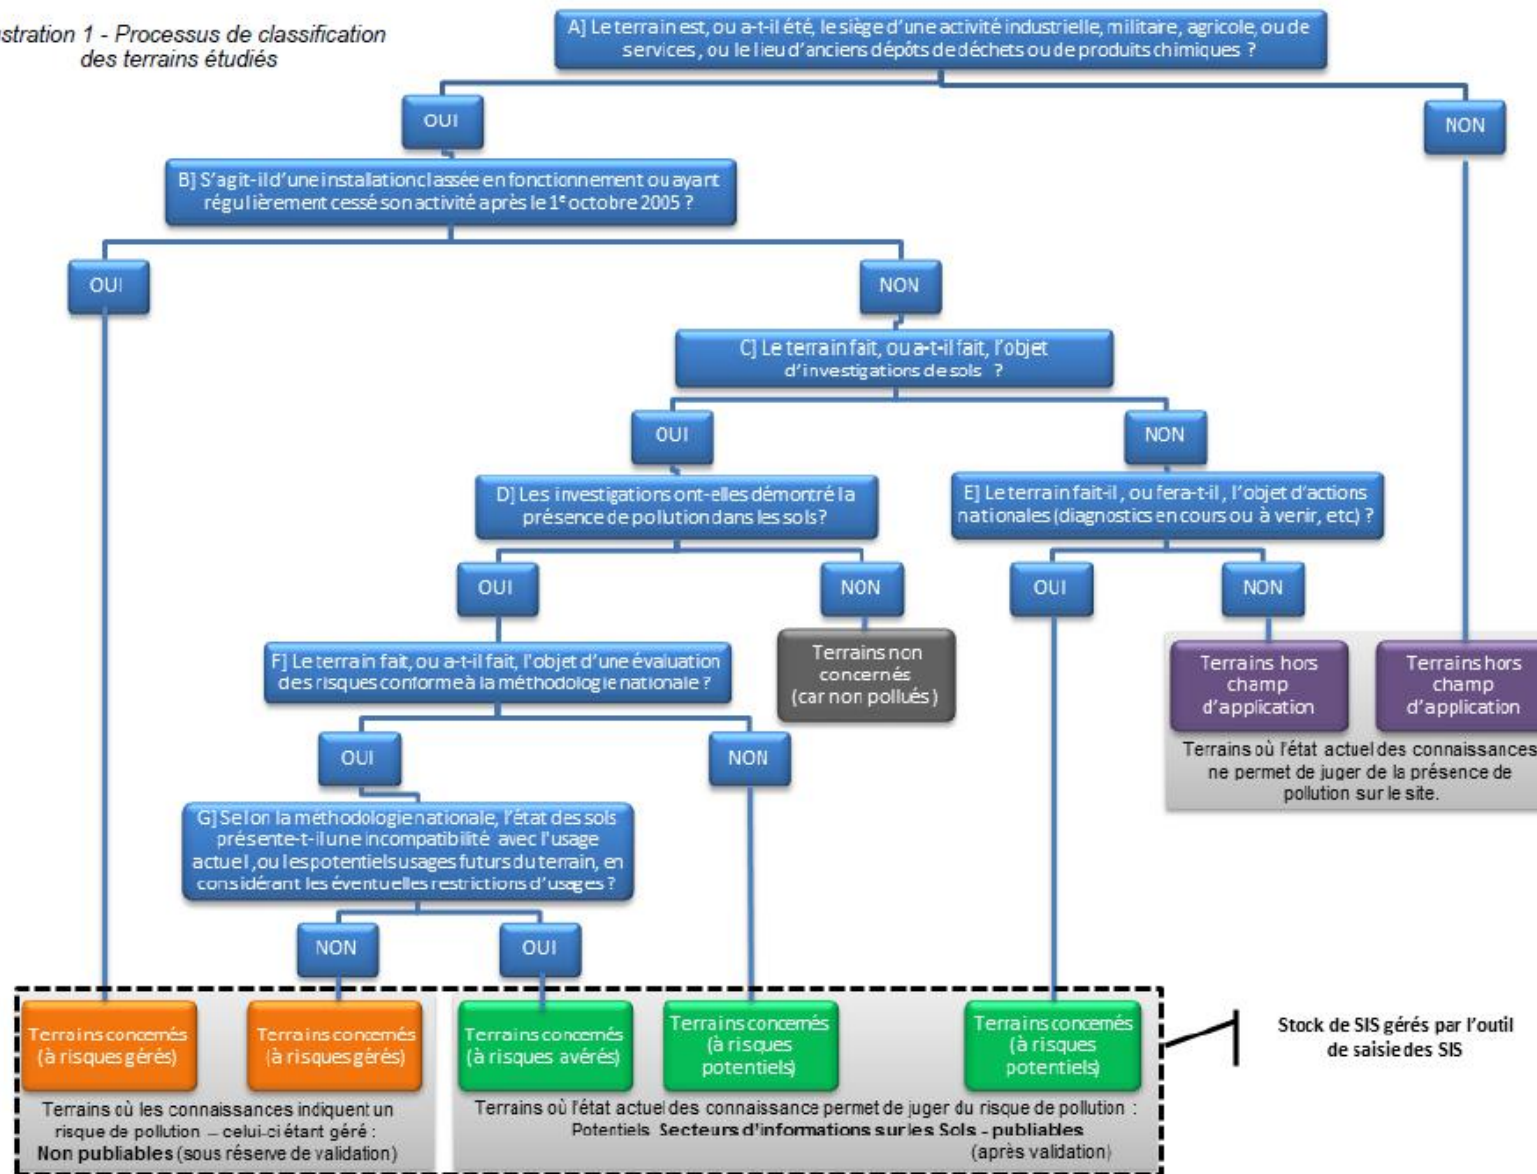 stration 1 - Processus de classification
des terrains étudiés
A] Le terrain est, ou a-t-il été, le siège d'une activité industrielle, militaire, agricole, ou de
services, ou le lieu d'anciens dépôts de déchets ou de produits chimiques ?
OUI
NON
B] S'agit-il d'une installation classée en fonctionnement ou ayant
régulièrement cessé son activité après le 1e octobre 2005 ?
OUI
NON
C] Le terrain fait, ou a-t-il fait, l'objet
d'investigations de sols ?
OUI
NON
D] Les investigations ont-elles démontré la
présence de pollution dans les sols ?
E] Le terrain fait-il, ou fera-t-il, l'objet d'actions
nationales (diagnostics en cours ou à venir, etc) ?
OUI
NON
OUI
NON
F] Le terrain fait, ou a-t-il fait, l'objet d'une évaluation
des risques conforme à la méthodologie nationale ?
Terrains non
concernés
(car non pollués)
Terrains hors
champ
d'application
Terrains hors
champ
d'application
OUI
NON
Terrains où l'état actuel des connaissances
ne permet de juger de la présence de
pollution sur le site.
G] Selon la méthodologie nationale, l'état des sols
présente-t-il une incompatibilité avec l'usage
actuel, ou les potentiels usages futurs du terrain, en
considérant les éventuelles restrictions d'usages ?
NON
OUI
Terrains concernés
(à risques gérés)
Terrains concernés
(à risques gérés)
Terrains concernés
(à risques avérés)
Terrains concernés
(à risques
potentiels)
Terrains concernés
(à risques
potentiels)
Stock de SIS gérés par l'outil
de saisie des SIS
Terrains où les connaissances indiquent un
risque de pollution – celui-ci étant géré :
Non publiables (sous réserve de validation)
Terrains où l'état actuel des connaissance permet de juger du risque de pollution :
Potentiels Secteurs d'informations sur les Sols - publiables
(après validation)